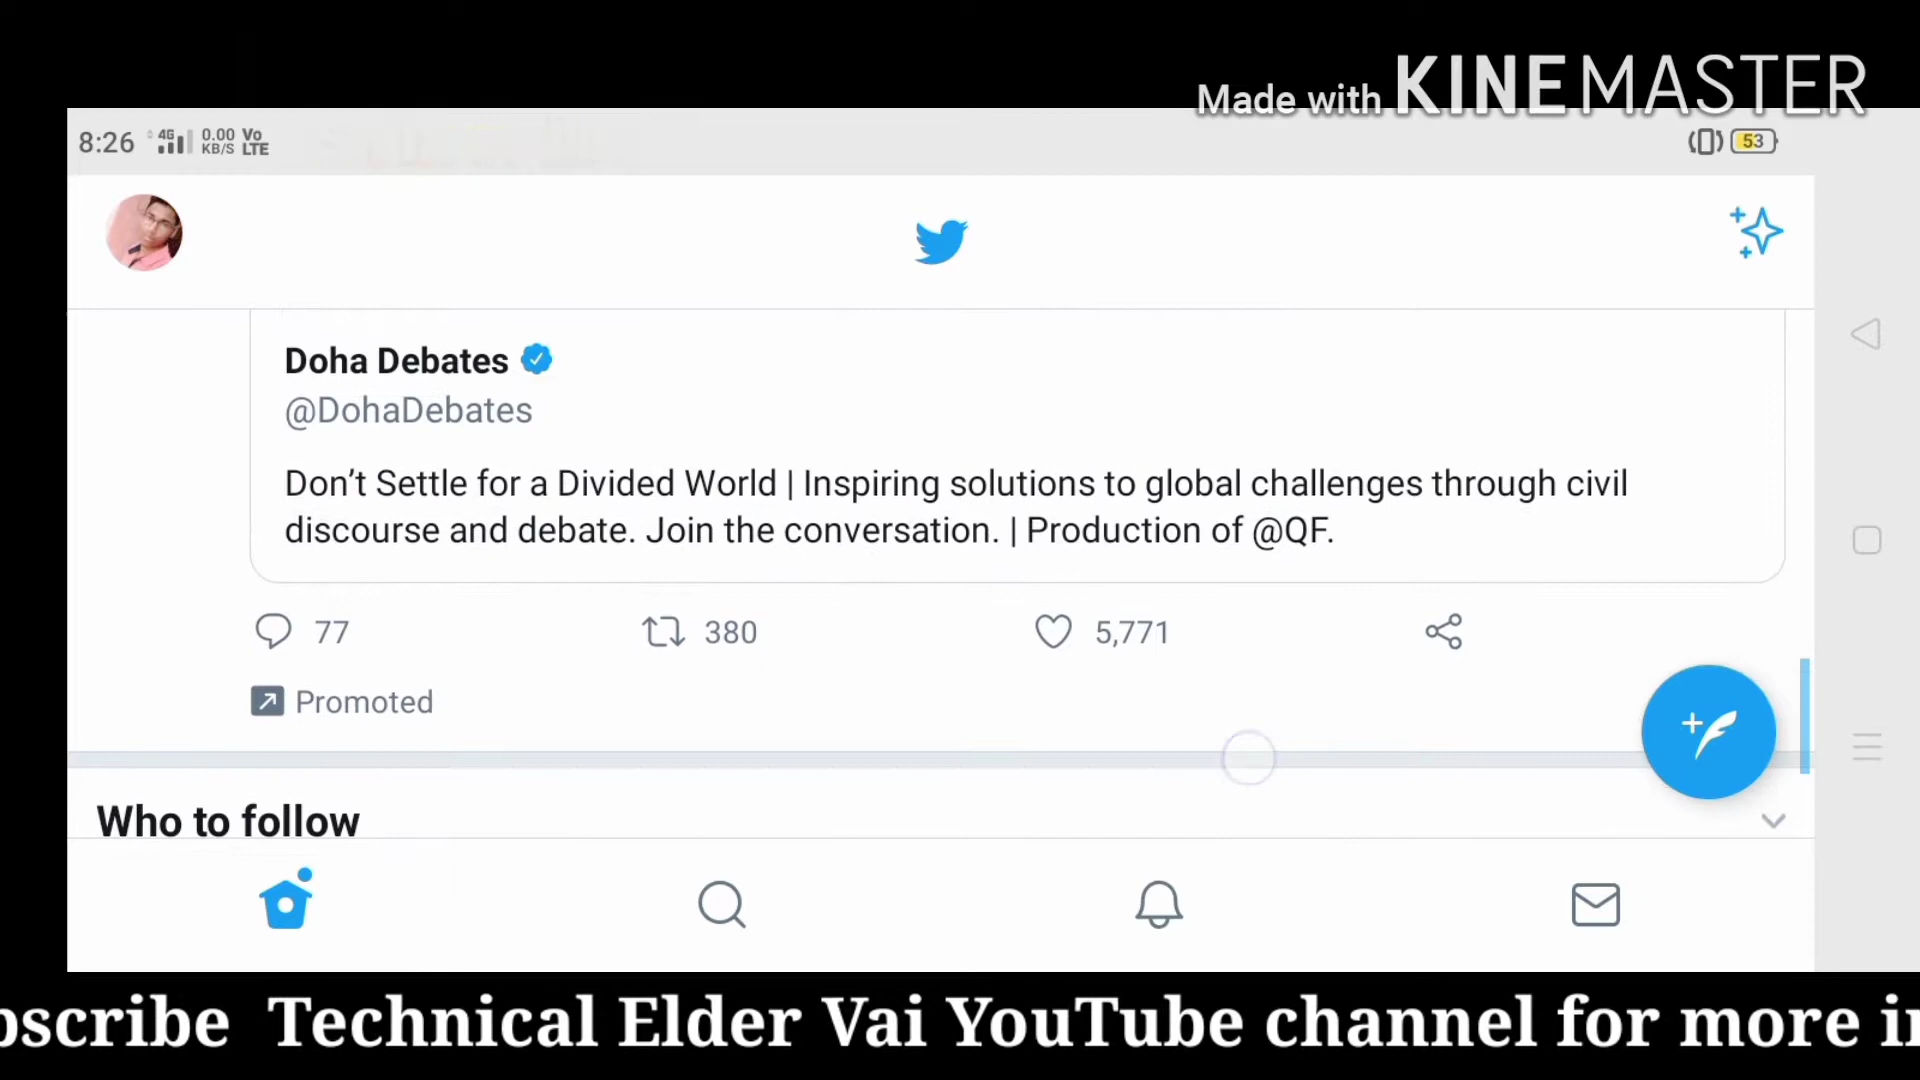 Made with KINEMASTER
8:26 4G 0.00 KB/S Vo LTE 53
Doha Debates
@DohaDebates
Don’t Settle for a Divided World | Inspiring solutions to global challenges through civil
discourse and debate. Join the conversation. | Production of @QF.
77 380 5,771
Promoted
Who to follow
bscribe Technical Elder Vai YouTube channel for more in